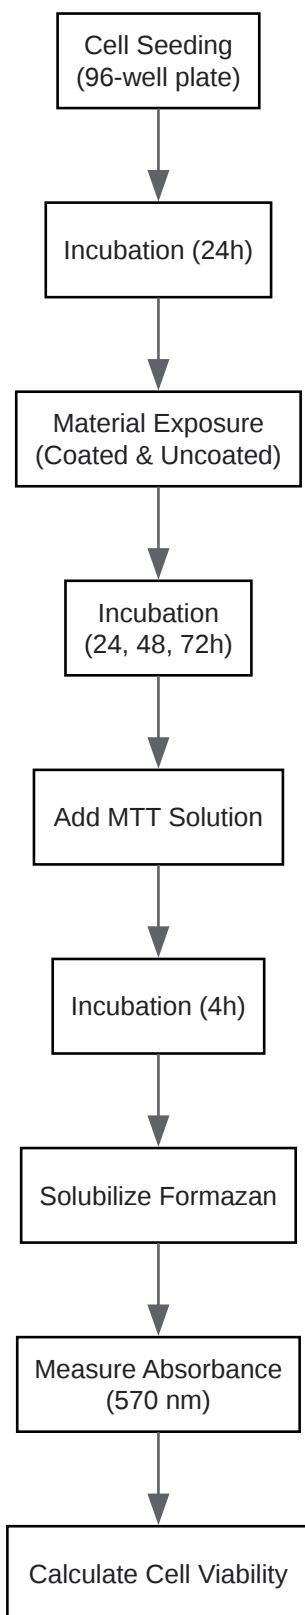 Cell Seeding
(96-well plate)
Incubation (24h)
Material Exposure
(Coated & Uncoated)
Incubation
(24, 48, 72h)
Add MTT Solution
Incubation (4h)
Solubilize Formazan
Measure Absorbance
(570 nm)
Calculate Cell Viability